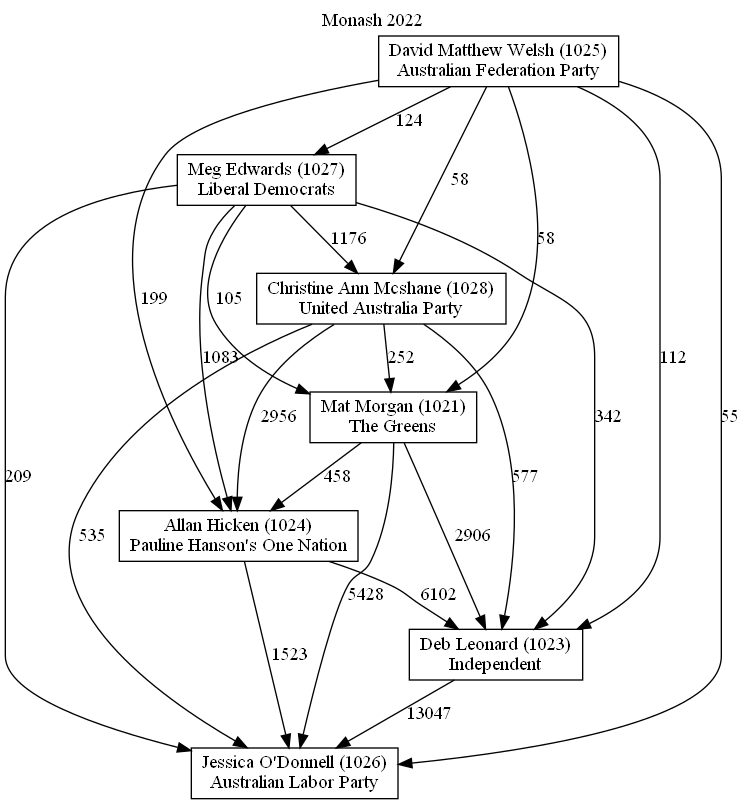 Monash 2022
David Matthew Welsh (1025)
Australian Federation Party
124
Meg Edwards (1027)
Liberal Democrats
58
1176
58
Christine Ann Mcshane (1028)
United Australia Party
199
105
1083
252
112
2956
342
55
Mat Morgan (1021)
The Greens
209
458
577
535
Allan Hicken (1024)
Pauline Hanson's One Nation
2906
5428
6102
Deb Leonard (1023)
Independent
1523
13047
Jessica O'Donnell (1026)
Australian Labor Party